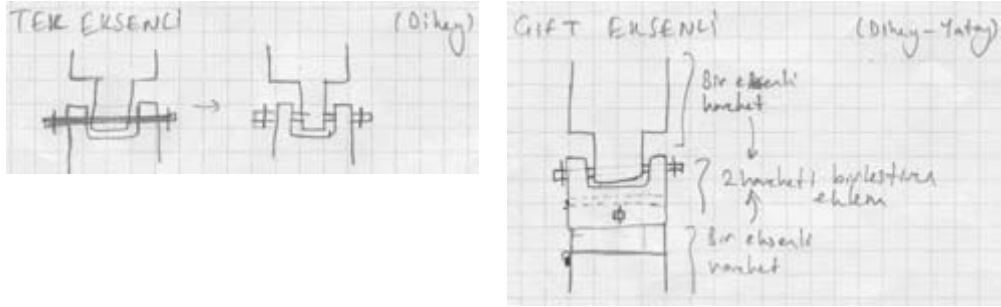 TEK EKSENLİ (Dikey)
ÇİFT EKSENLİ (Dikey-Yatay)
Bir eksenli
hareket
2 hareketi birleştiren
eklem
Bir eksenli
hareket